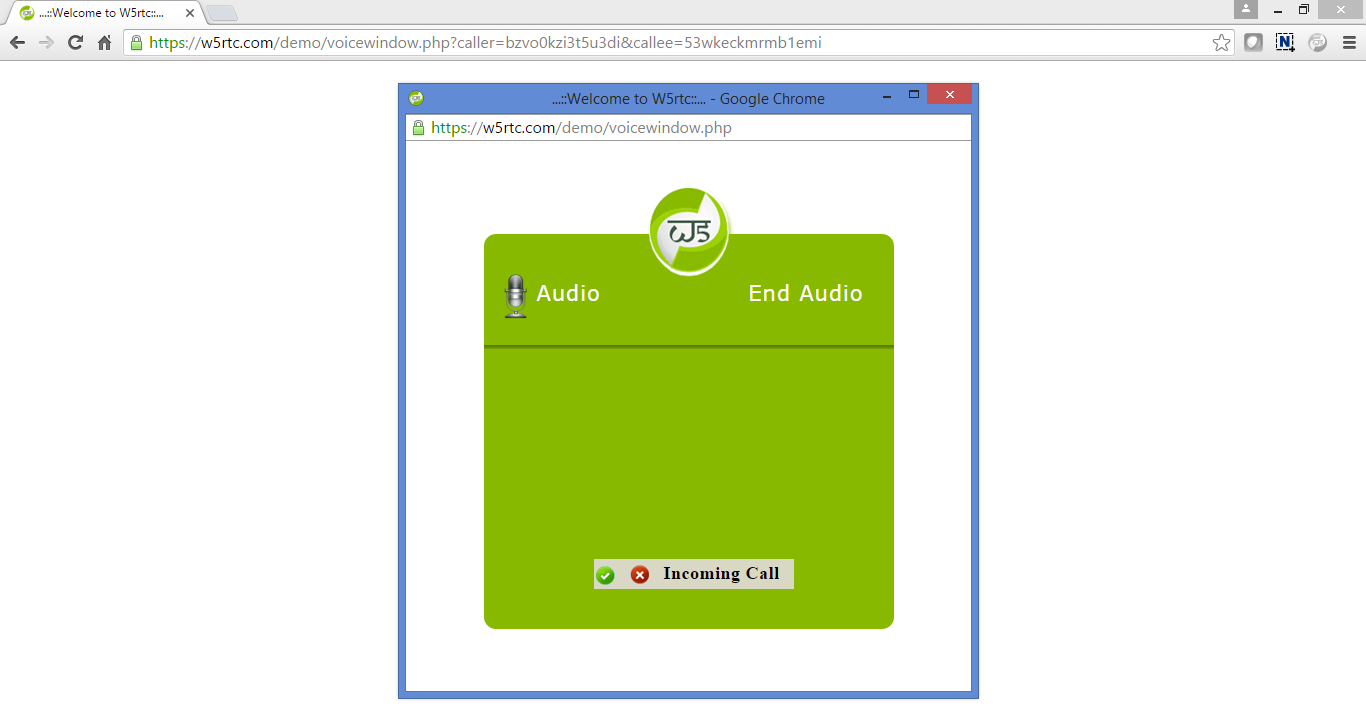 ...::Welcome to W5rtc::...
https://w5rtc.com/demo/voicewindow.php?caller=bzvo0kzi3t5u3di&callee=53wkeckmrmb1emi
N
...::Welcome to W5rtc::... - Google Chrome
https://w5rtc.com/demo/voicewindow.php
W5
Audio
End Audio
Incoming Call